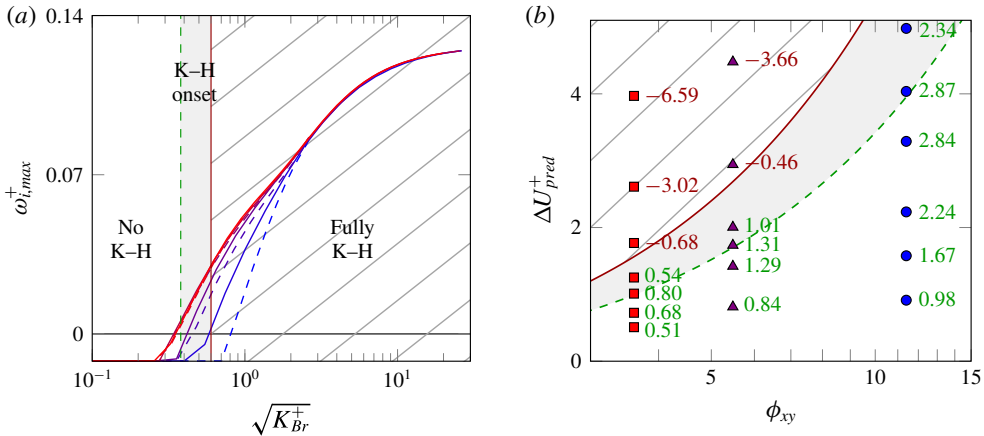 (a)
0.14
K–H
onset
0.07
ω⁺i,max
No
K–H
Fully
K–H
0
10⁻¹
10⁰
10¹
√K⁺Br
(b)
4
2
0
ΔU⁺pred
−6.59
−3.02
−0.68
0.54
0.80
0.68
0.51
−3.66
−0.46
1.01
1.31
1.29
0.84
2.34
2.87
2.84
2.24
1.67
0.98
5
10
15
ϕxy